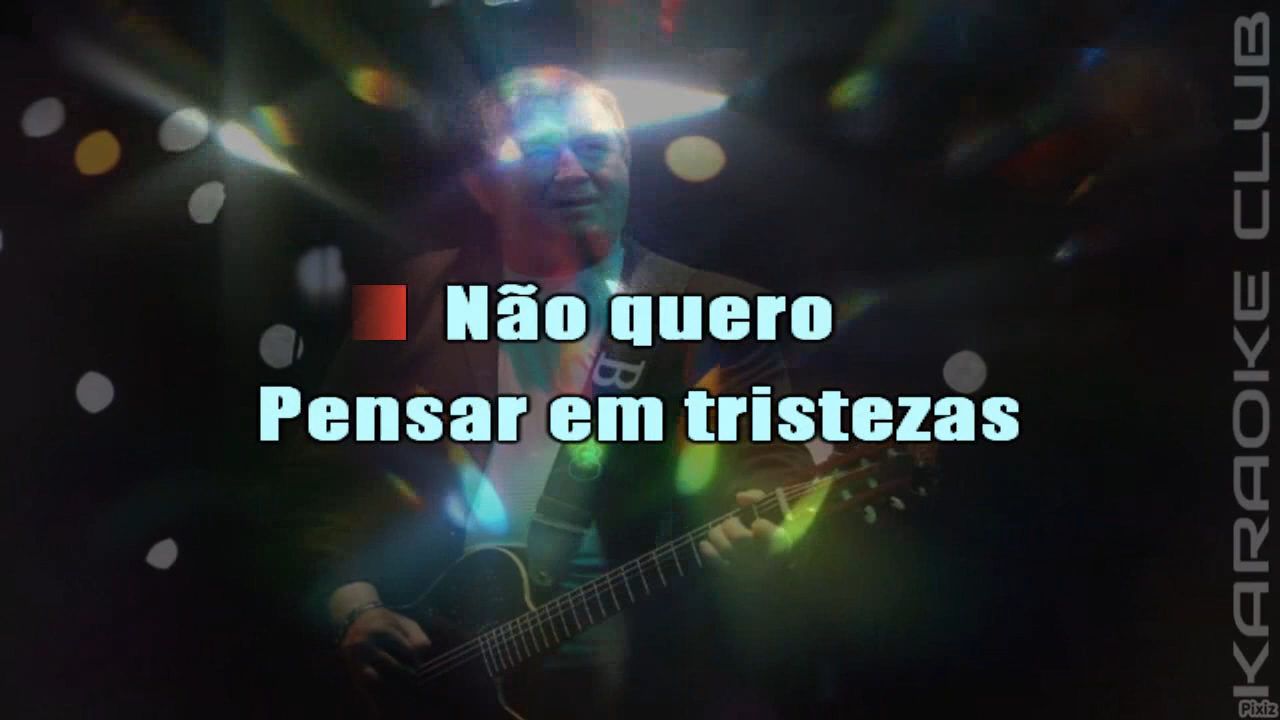 Não quero
Pensar em tristezas
KARAOKE CLUB
B
Pixiz